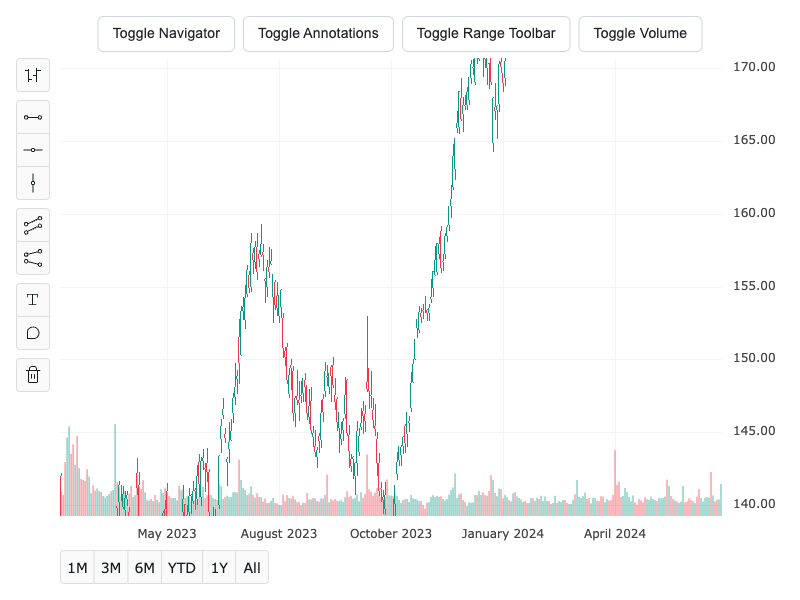 Toggle Navigator Toggle Annotations Toggle Range Toolbar Toggle Volume
170.00
165.00
160.00
155.00
T
150.00
145.00
140.00
May 2023 August 2023 October 2023 January 2024 April 2024
1M 3M 6M YTD 1Y All